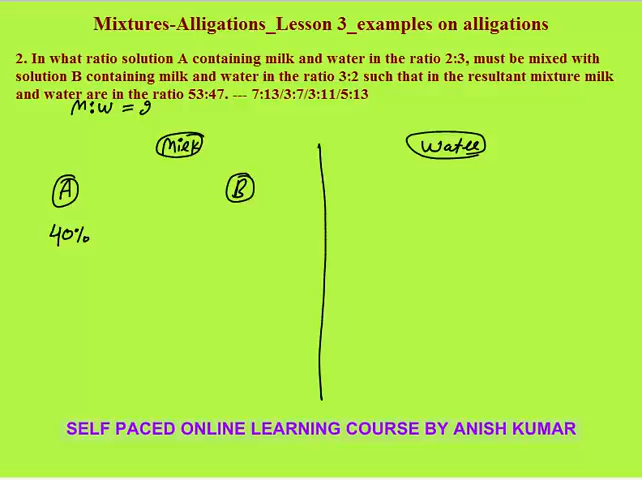 Mixtures-Alligations_Lesson 3_examples on alligations
2. In what ratio solution A containing milk and water in the ratio 2:3, must be mixed with
solution B containing milk and water in the ratio 3:2 such that in the resultant mixture milk
and water are in the ratio 53:47. --- 7:13/3:7/3:11/5:13
M:W =
Milk Water
A B
40%
SELF PACED ONLINE LEARNING COURSE BY ANISH KUMAR